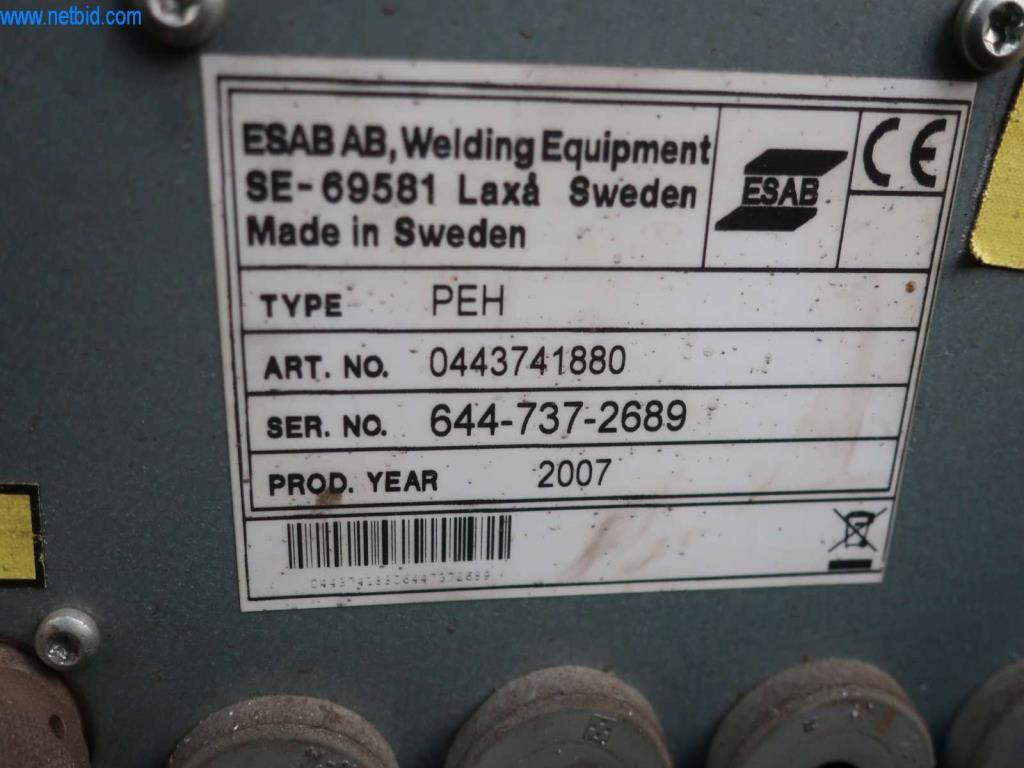 www.netbid.com
ESAB AB, Welding Equipment
SE-69581 Laxå Sweden
Made in Sweden
ESAB
CE
TYPE PEH
ART. NO. 0443741880
SER. NO. 644-737-2689
PROD. YEAR 2007
04437418806447372689